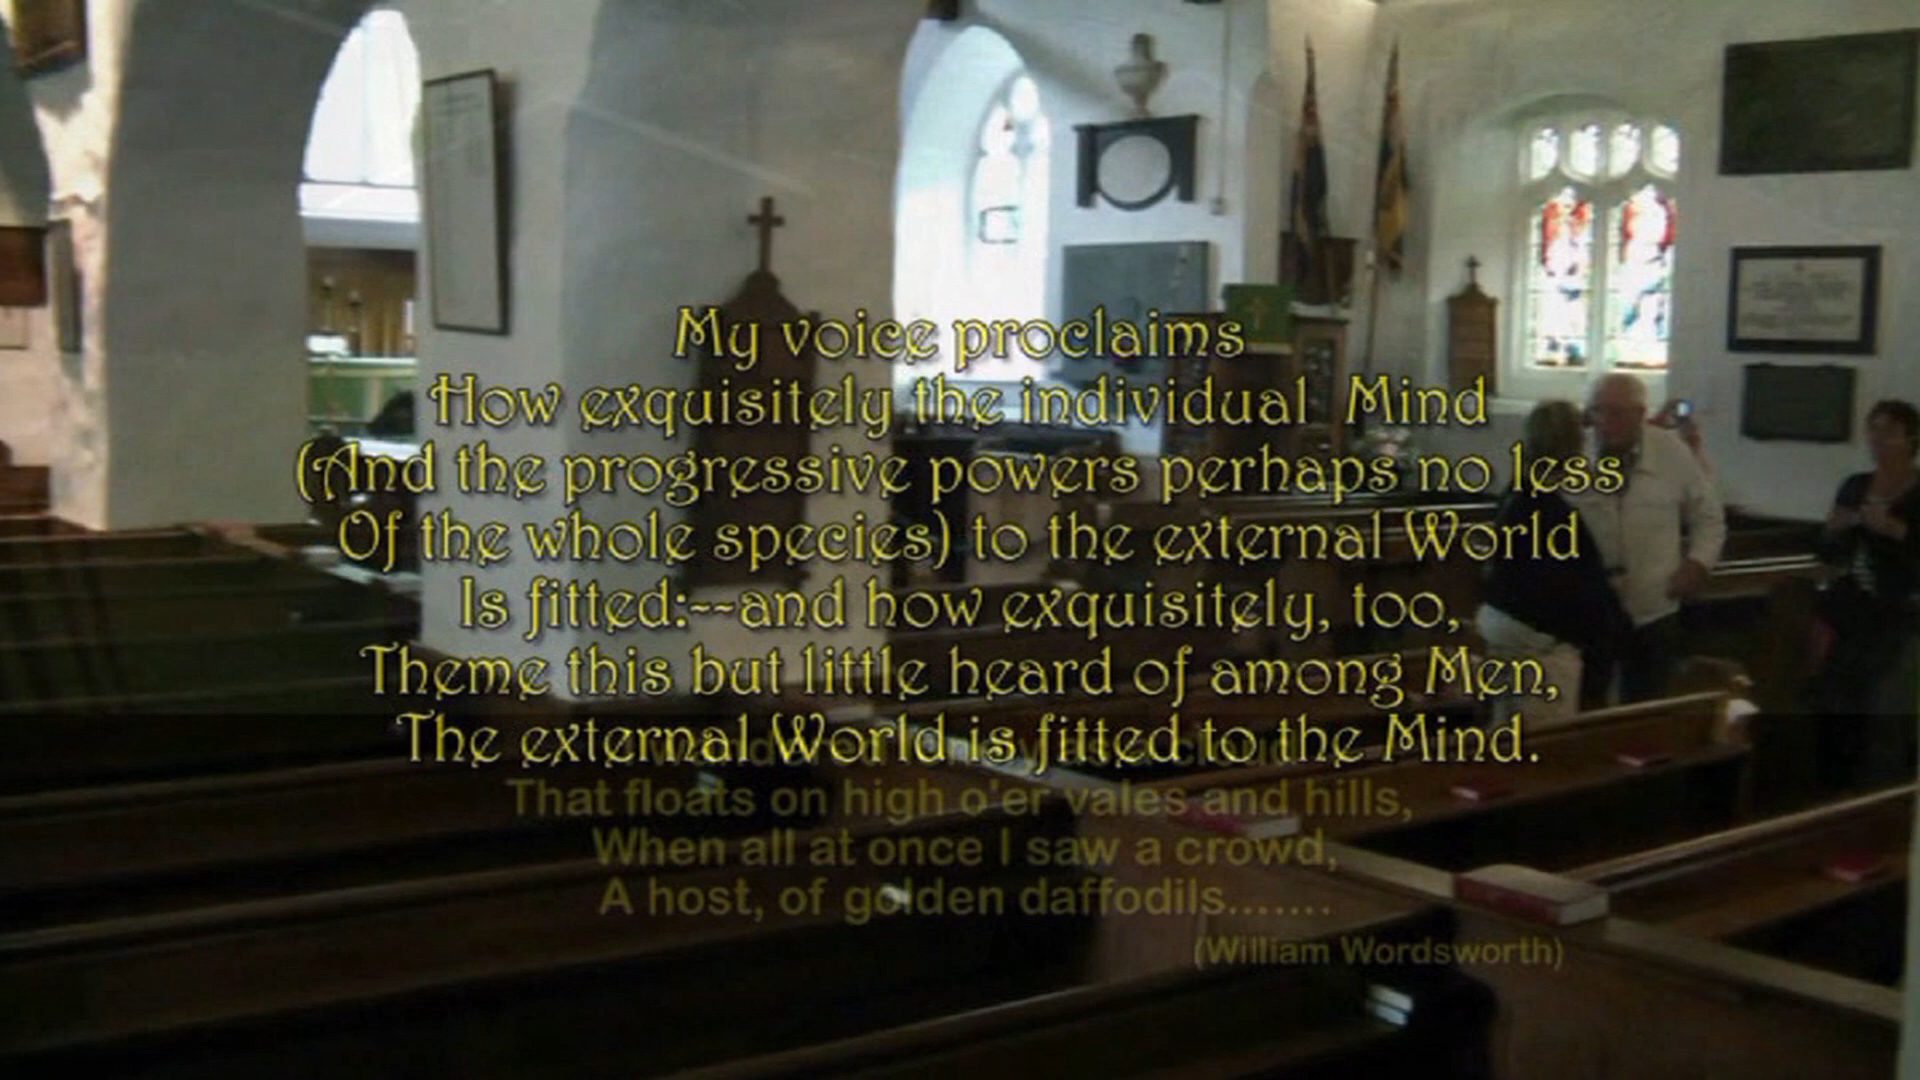 My voice proclaims
How exquisitely the individual Mind
(And the progressive powers perhaps no less
Of the whole species) to the external World
Is fitted:--and how exquisitely, too,
Theme this but little heard of among Men,
The external World is fitted to the Mind.
That floats on high o'er vales and hills,
When all at once I saw a crowd,
A host, of golden daffodils.......
(William Wordsworth)